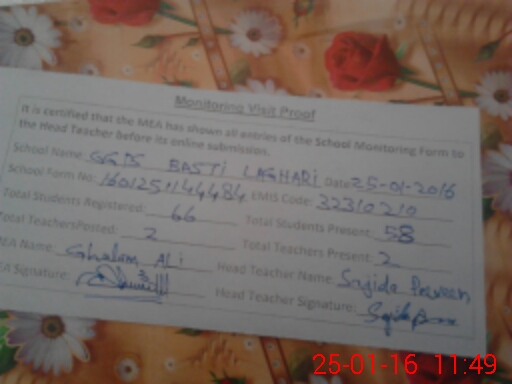 Monitoring Visit Proof
It is certified that the MEA has shown all entries of the School Monitoring Form to
the Head Teacher before its online submission.
School Name: GGPS BASTI LAGHARI Date: 25-01-2016
School Form No: EMIS Code: 32310210
Total Students Registered: 66 Total Students Present: 58
Total Teachers Posted: 2 Total Teachers Present: 2
MEA Name: Ghulam Ali Head Teacher Name: Sajida Parveen
EA Signature: Head Teacher Signature:
25-01-16 11:49